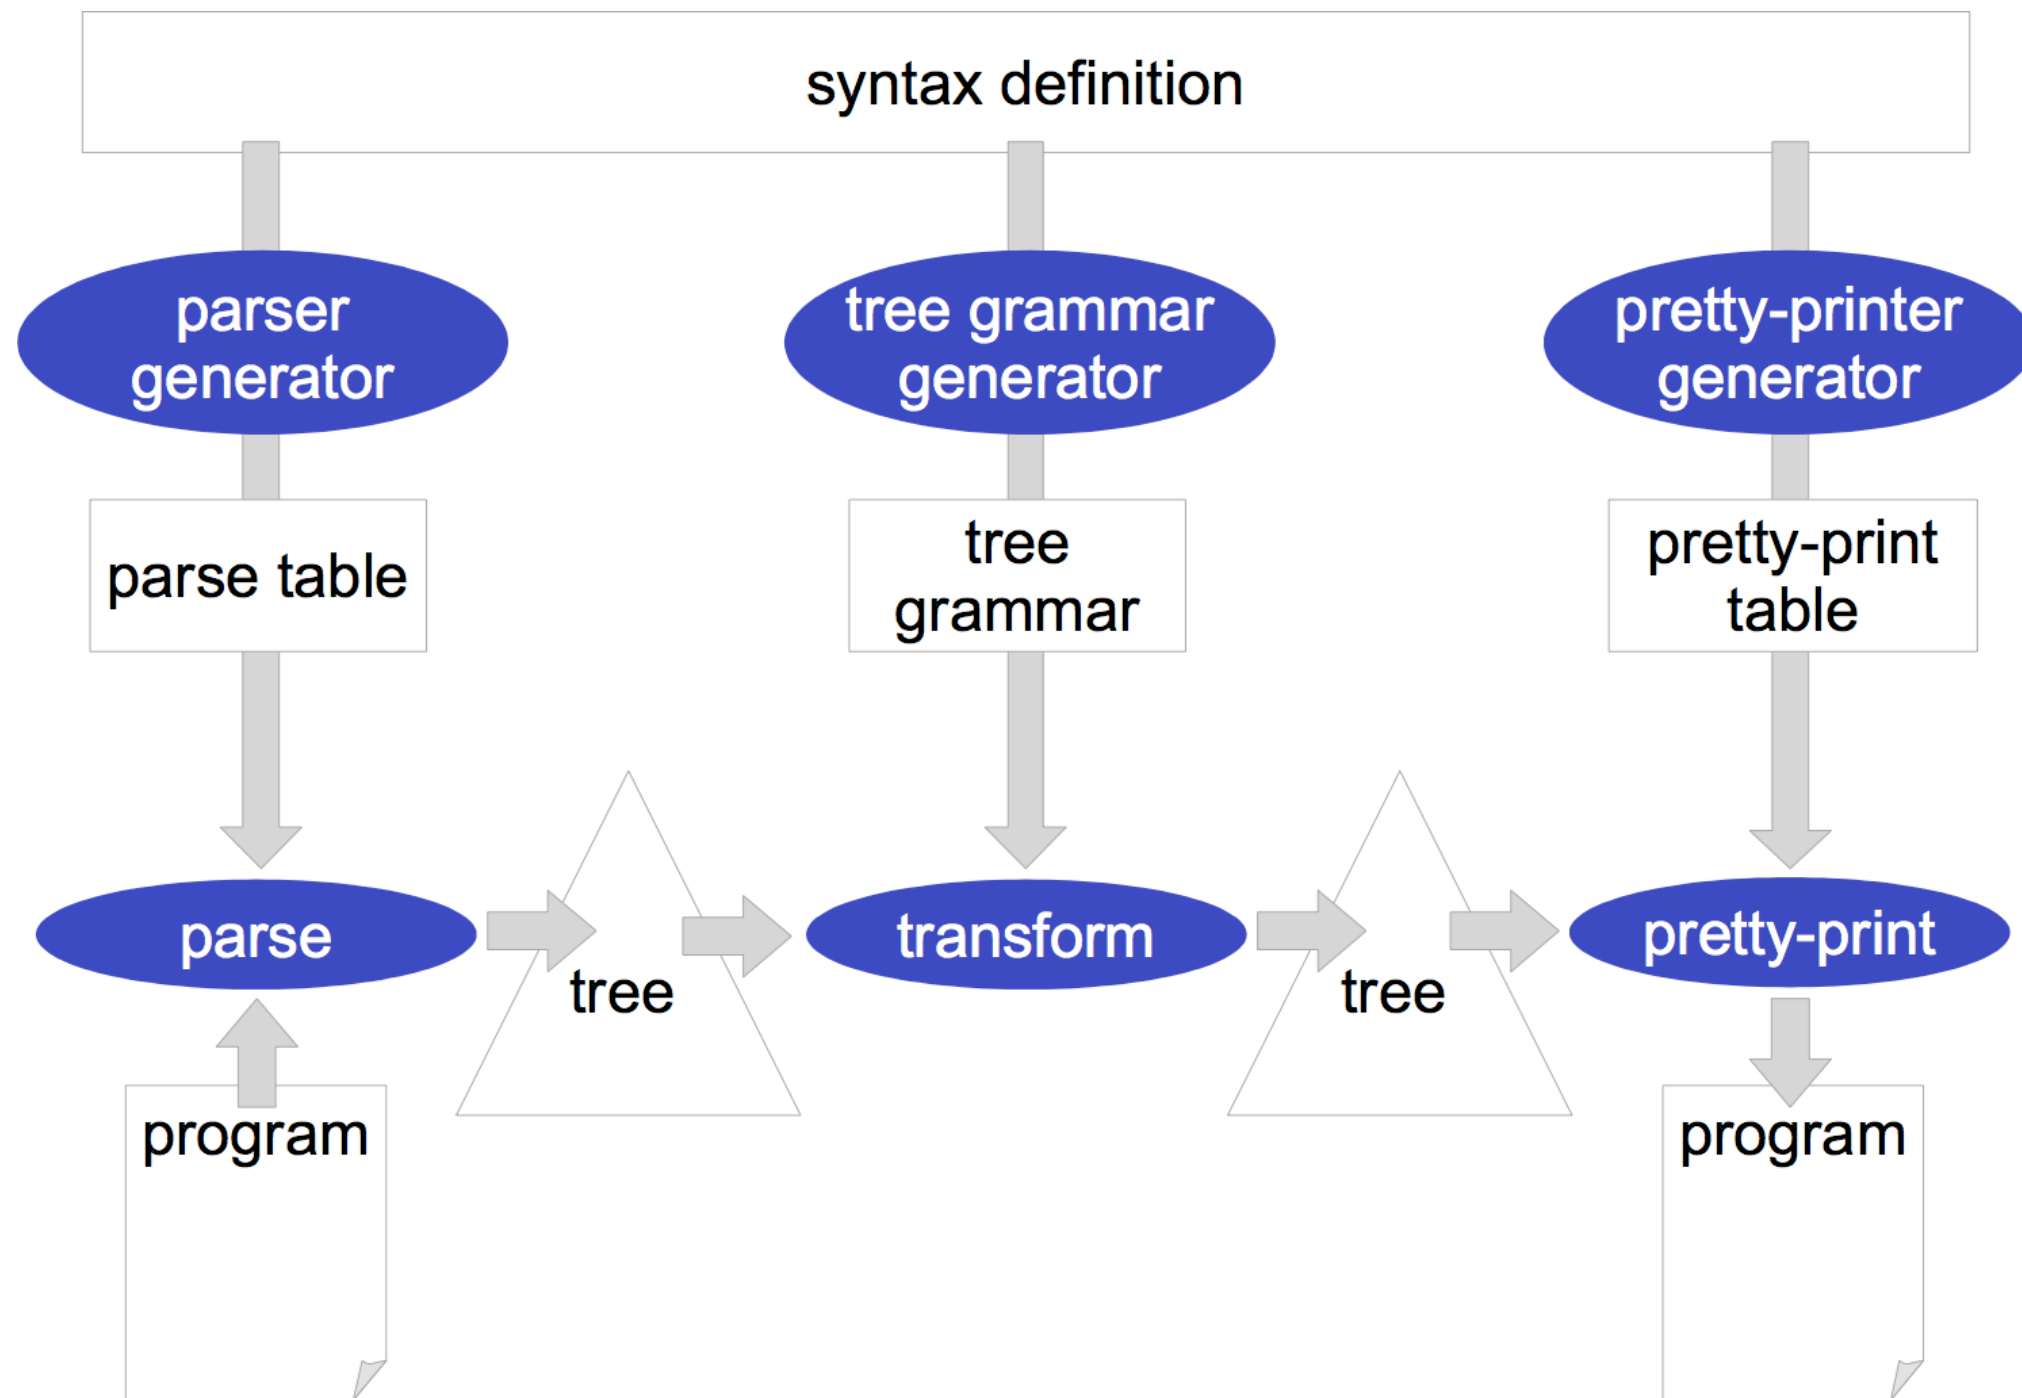 syntax definition
parser
generator
tree grammar
generator
pretty-printer
generator
parse table
tree
grammar
pretty-print
table
parse
tree
transform
tree
pretty-print
program
program